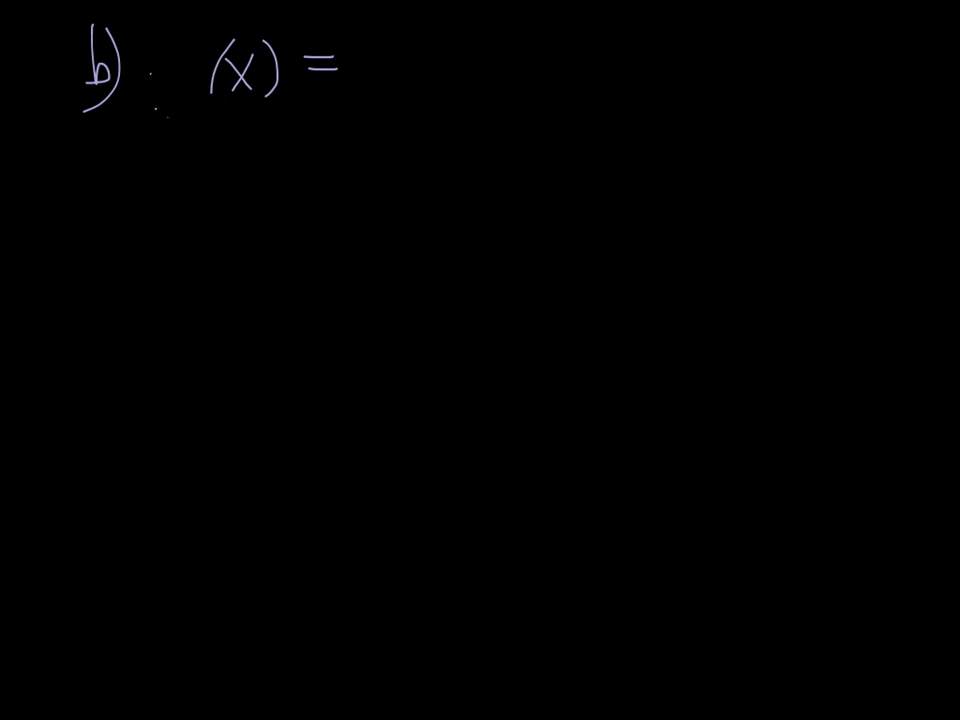 b) (x) =